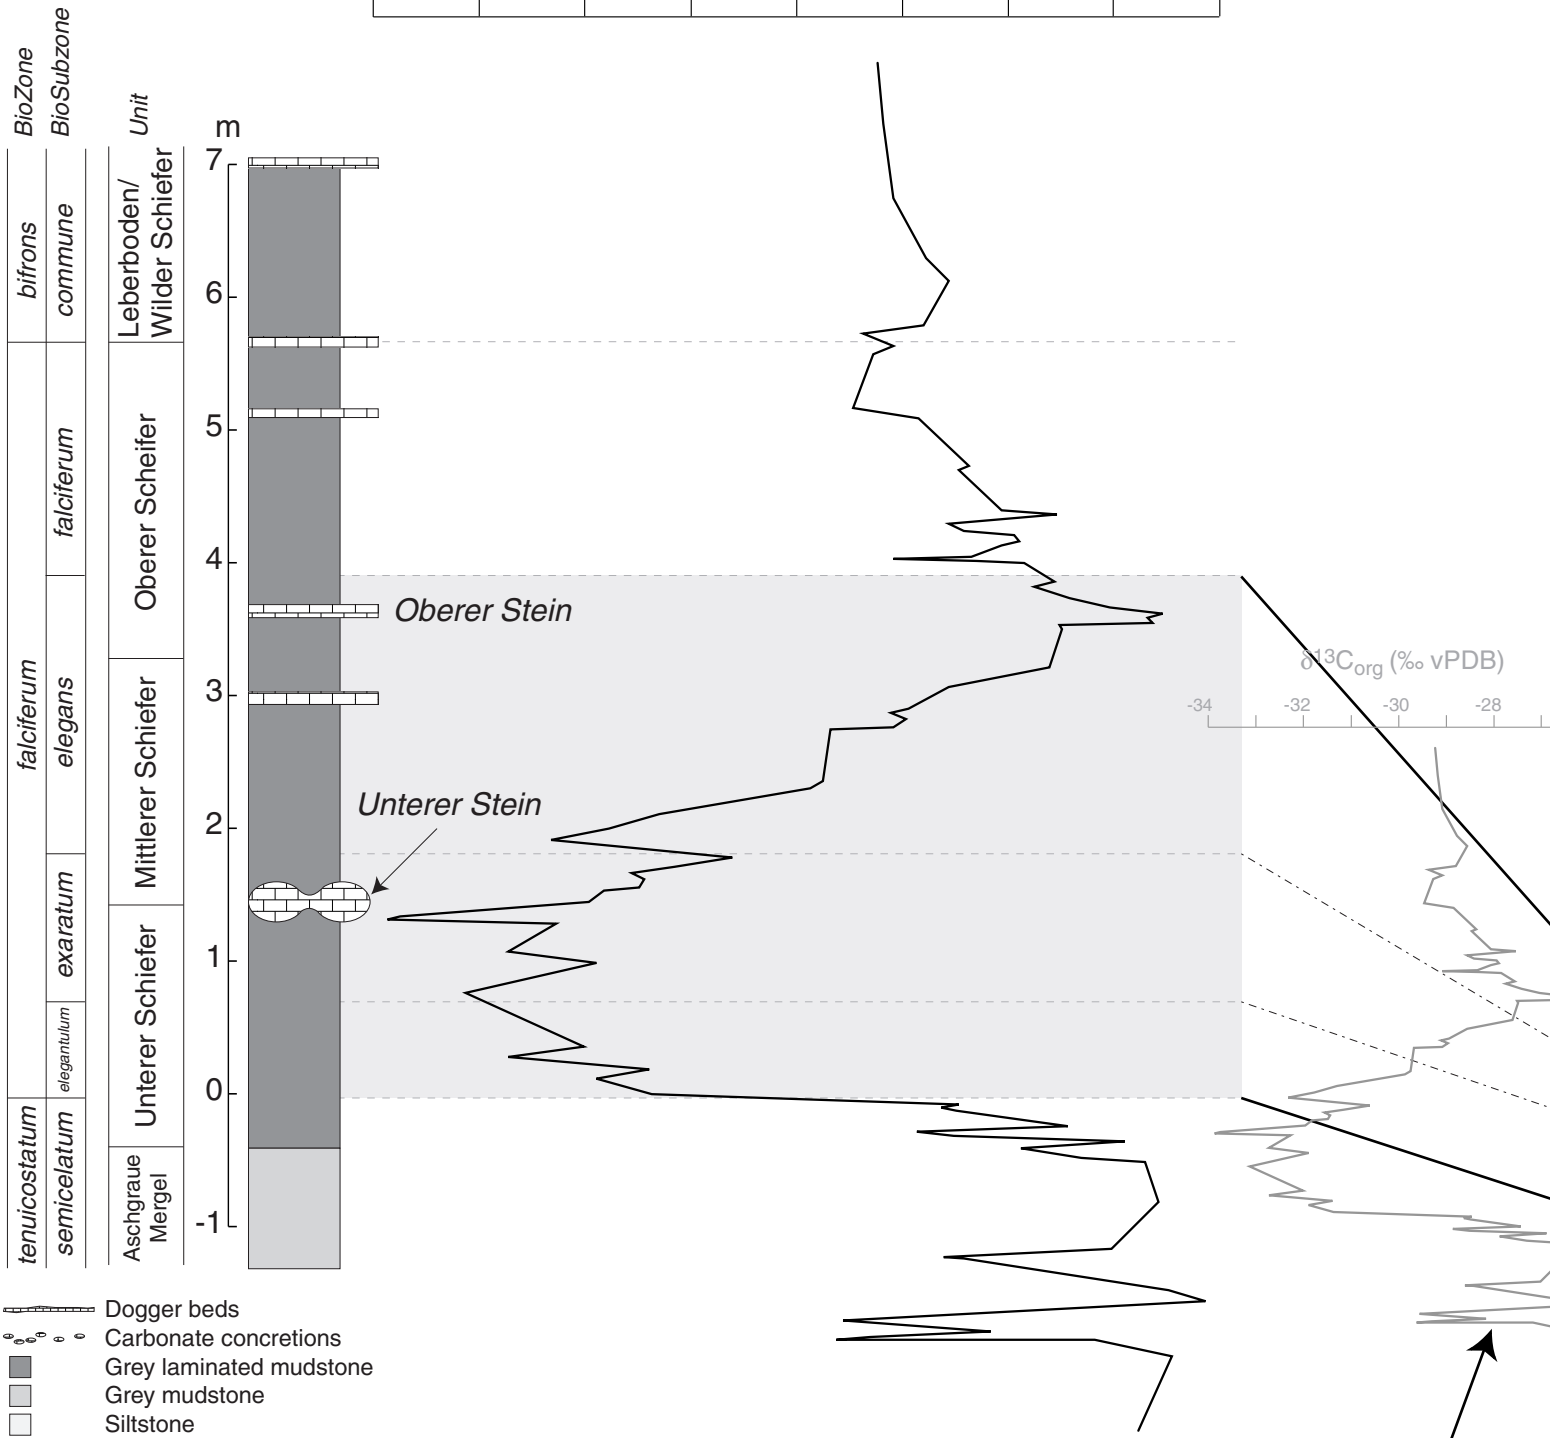 BioZone
BioSubzone
Unit
m
bifrons
commune
Leberboden/
Wilder Schiefer
falciferum
falciferum
elegans
exaratum
elegantulum
tenuicostatum
semicelatum
Oberer Scheifer
Mittlerer Schiefer
Unterer Schiefer
Aschgraue
Mergel
7
6
5
4
3
2
1
0
-1
Oberer Stein
Unterer Stein
δ13Corg (‰ vPDB)
-34 -32 -30 -28
Dogger beds
Carbonate concretions
Grey laminated mudstone
Grey mudstone
Siltstone